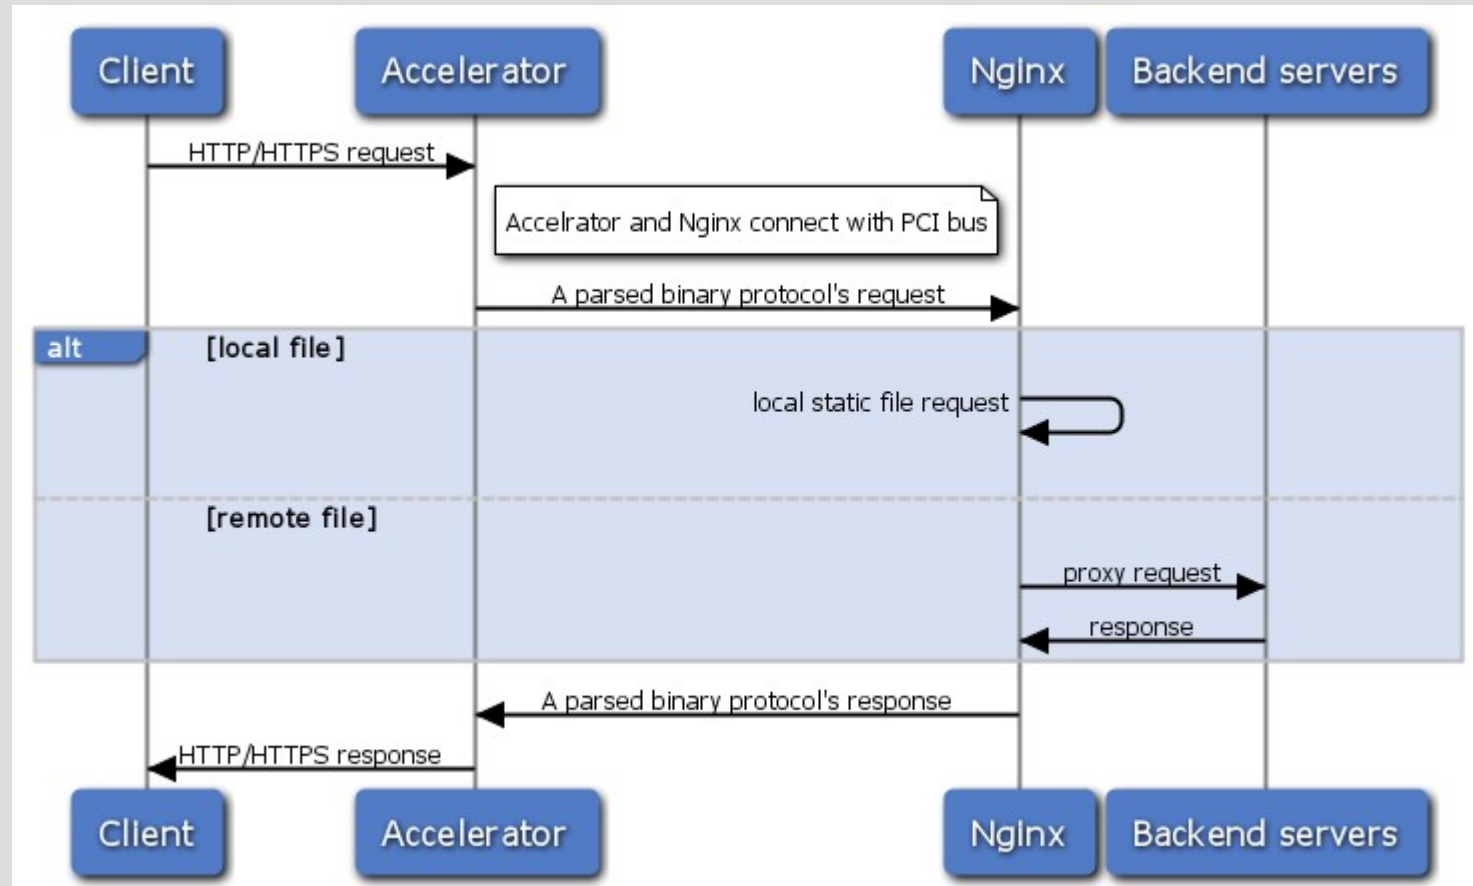 Client
Accelerator
Nginx
Backend servers
HTTP/HTTPS request
Accelrator and Nginx connect with PCI bus
A parsed binary protocol's request
alt
[local file]
local static file request
[remote file]
proxy request
response
A parsed binary protocol's response
HTTP/HTTPS response
Client
Accelerator
Nginx
Backend servers